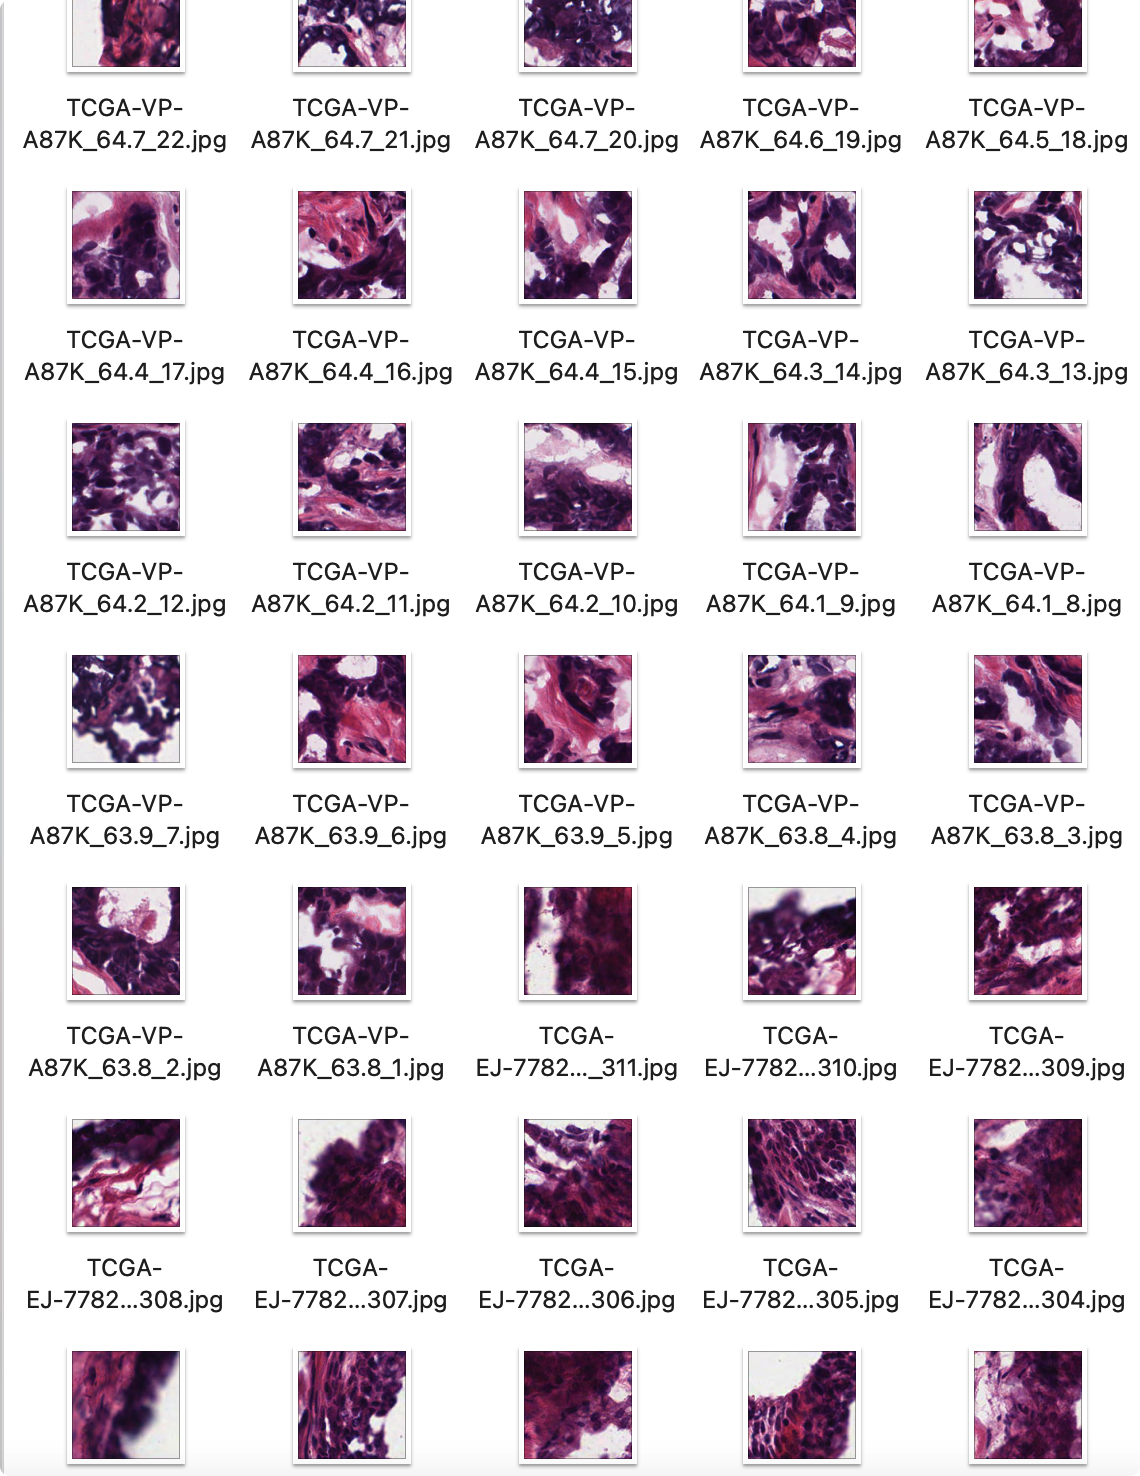 TCGA-VP-
A87K_64.7_22.jpg
TCGA-VP-
A87K_64.7_21.jpg
TCGA-VP-
A87K_64.7_20.jpg
TCGA-VP-
A87K_64.6_19.jpg
TCGA-VP-
A87K_64.5_18.jpg
TCGA-VP-
A87K_64.4_17.jpg
TCGA-VP-
A87K_64.4_16.jpg
TCGA-VP-
A87K_64.4_15.jpg
TCGA-VP-
A87K_64.3_14.jpg
TCGA-VP-
A87K_64.3_13.jpg
TCGA-VP-
A87K_64.2_12.jpg
TCGA-VP-
A87K_64.2_11.jpg
TCGA-VP-
A87K_64.2_10.jpg
TCGA-VP-
A87K_64.1_9.jpg
TCGA-VP-
A87K_64.1_8.jpg
TCGA-VP-
A87K_63.9_7.jpg
TCGA-VP-
A87K_63.9_6.jpg
TCGA-VP-
A87K_63.9_5.jpg
TCGA-VP-
A87K_63.8_4.jpg
TCGA-VP-
A87K_63.8_3.jpg
TCGA-VP-
A87K_63.8_2.jpg
TCGA-VP-
A87K_63.8_1.jpg
TCGA-
EJ-7782..._311.jpg
TCGA-
EJ-7782...310.jpg
TCGA-
EJ-7782...309.jpg
TCGA-
EJ-7782...308.jpg
TCGA-
EJ-7782...307.jpg
TCGA-
EJ-7782...306.jpg
TCGA-
EJ-7782...305.jpg
TCGA-
EJ-7782...304.jpg